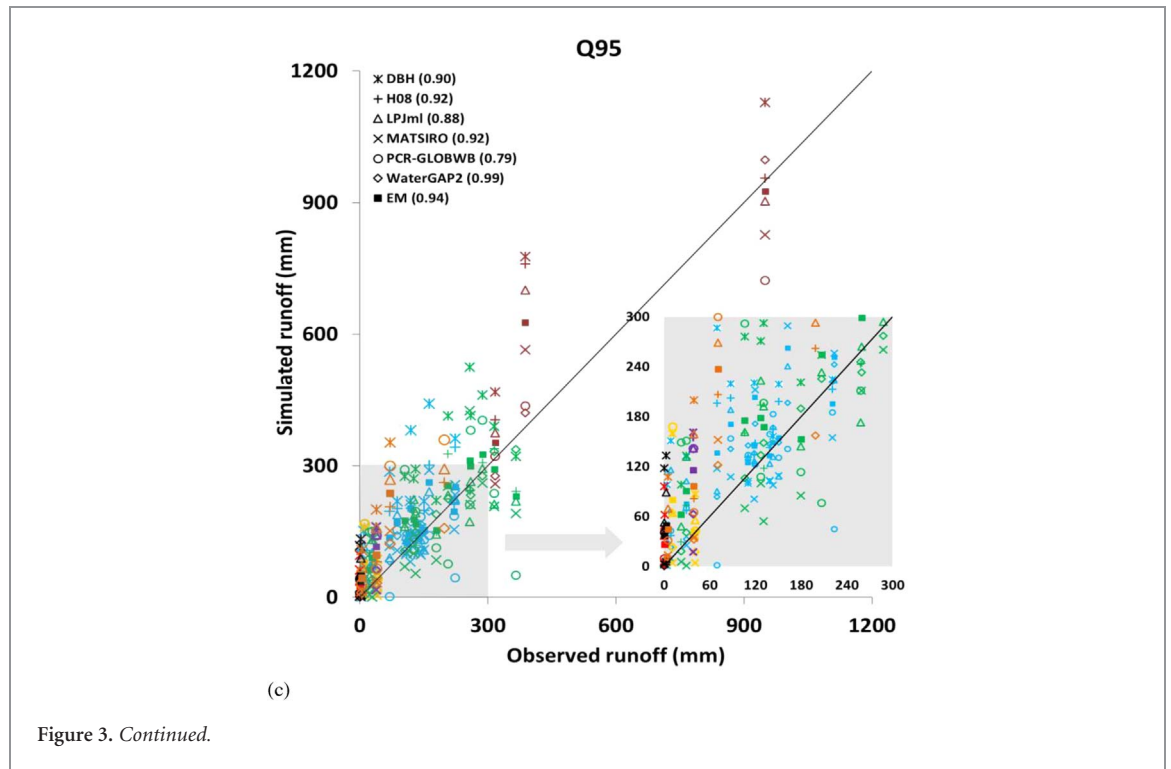 Q95
1200
900
600
300
0
Simulated runoff (mm)
DBH (0.90)
H08 (0.92)
LPJml (0.88)
MATSIRO (0.92)
PCR-GLOBWB (0.79)
WaterGAP2 (0.99)
EM (0.94)
300
240
180
120
60
0
0 60 120 180 240 300
0 300 600 900 1200
Observed runoff (mm)
(c)
Figure 3. Continued.